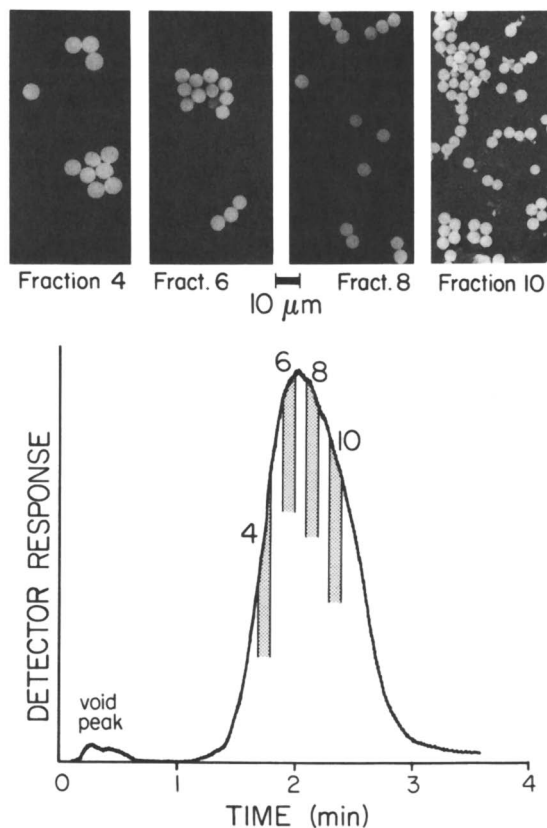 Fraction 4
Fract. 6
Fract. 8
Fraction 10
10 μm
6
8
10
4
DETECTOR RESPONSE
void
peak
0
1
2
3
4
TIME (min)